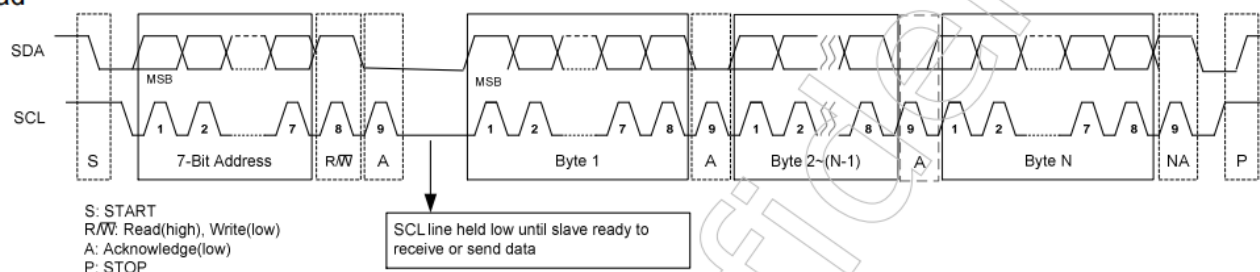 SDA
MSB
MSB
SCL
1 2 7 8 9 1 2 7 8 9 1 2 8 9 1 2 7 8 9
S 7-Bit Address R/W A Byte 1 A Byte 2~(N-1) A Byte N NA P
S: START
R/W: Read(high), Write(low)
A: Acknowledge(low)
P: STOP
SCL line held low until slave ready to
receive or send data